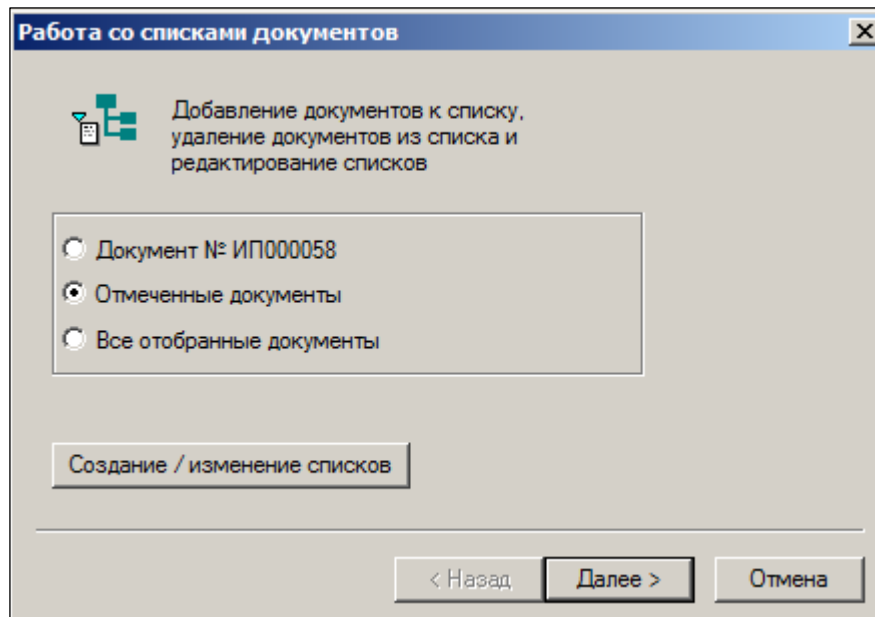 Работа со списками документов
Добавление документов к списку,
удаление документов из списка и
редактирование списков
Документ № ИП000058
Отмеченные документы
Все отобранные документы
Создание / изменение списков
< Назад Далее > Отмена